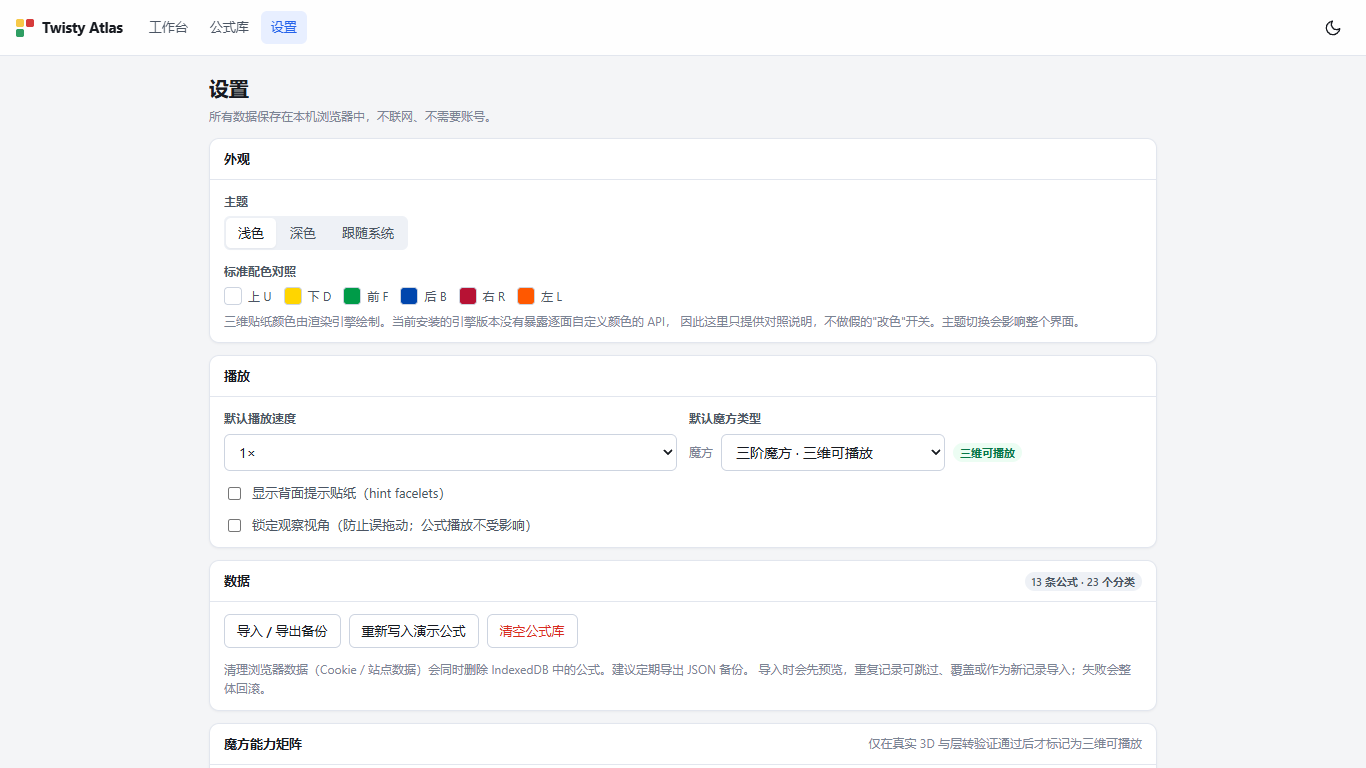 Twisty Atlas 工作台 公式库 设置
设置
所有数据保存在本机浏览器中，不联网、不需要账号。
外观
主题
浅色 深色 跟随系统
标准配色对照
上 U 下 D 前 F 后 B 右 R 左 L
三维贴纸颜色由渲染引擎绘制。当前安装的引擎版本没有暴露逐面自定义颜色的 API， 因此这里只提供对照说明，不做假的"改色"开关。主题切换会影响整个界面。
播放
默认播放速度 默认魔方类型
1× 魔方 三阶魔方 · 三维可播放 三维可播放
显示背面提示贴纸（hint facelets）
锁定观察视角（防止误拖动；公式播放不受影响）
数据 13 条公式 · 23 个分类
导入 / 导出备份 重新写入演示公式 清空公式库
清理浏览器数据（Cookie / 站点数据）会同时删除 IndexedDB 中的公式。建议定期导出 JSON 备份。 导入时会先预览，重复记录可跳过、覆盖或作为新记录导入；失败会整
体回滚。
魔方能力矩阵 仅在真实 3D 与层转验证通过后才标记为三维可播放